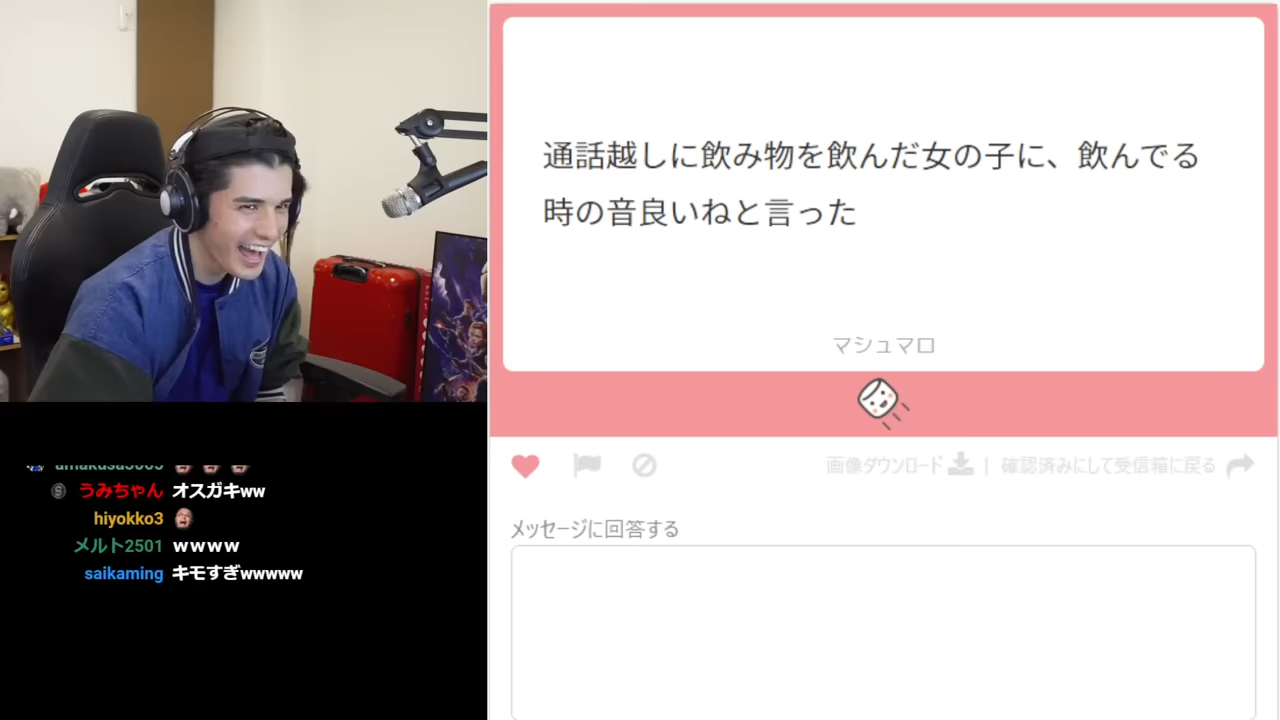 通話越しに飲み物を飲んだ女の子に、飲んでる
時の音良いねと言った
マシュマロ
画像ダウンロード | 確認済みにして受信箱に戻る
メッセージに回答する
amakusa3005
うみちゃん オスガキww
hiyokko3
メルト2501 wwww
saikaming キモすぎwwwww